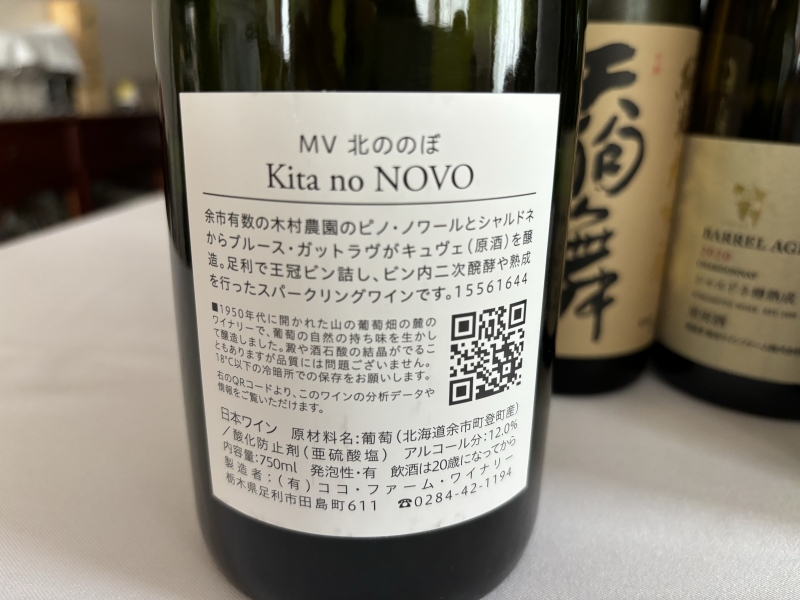 MV 北ののぼ
Kita no NOVO
余市有数の木村農園のピノ・ノワールとシャルドネ
からブルース・ガットラヴがキュヴェ(原酒)を醸
造。足利で王冠ビン詰し、ビン内二次醗酵や熟成
を行ったスパークリングワインです。15561644
■1950年代に開かれた山の葡萄畑の麓の
ワイナリーで、葡萄の自然の持ち味を生かし
て醸造しました。澱や酒石酸の結晶がでるこ
ともありますが品質には問題ございません。
18℃以下の冷暗所での保存をお願いします。
右のQRコードより、このワインの分析データや
情報をご覧いただけます。
日本ワイン 原材料名:葡萄(北海道余市町登町産)
/酸化防止剤(亜硫酸塩) アルコール分:12.0%
内容量:750ml 発泡性・有 飲酒は20歳になってから
製造者:(有)ココ・ファーム・ワイナリー
栃木県足利市田島町611 ☎0284-42-1194
天狗舞
BARREL AGE
2020
CHARDONNAY
シャルドネ樽熟成